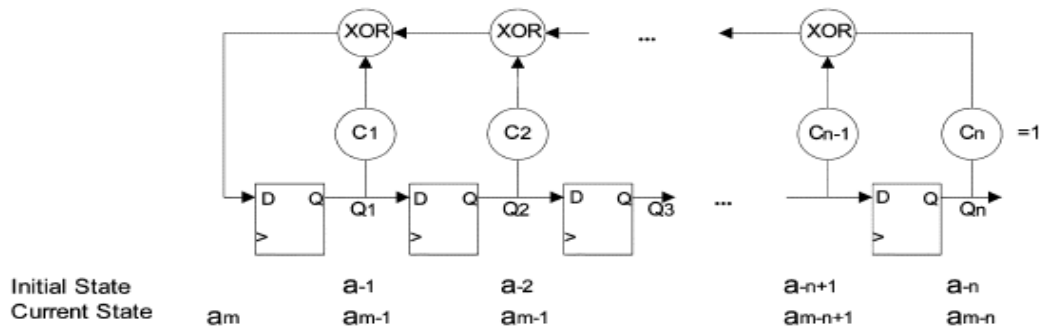 XOR XOR ... XOR
C1 C2 Cn-1 Cn =1
D Q Q1 D Q Q2 D Q Q3 ... D Q Qn
Initial State a-1 a-2 a-n+1 a-n
Current State am am-1 am-1 am-n+1 am-n